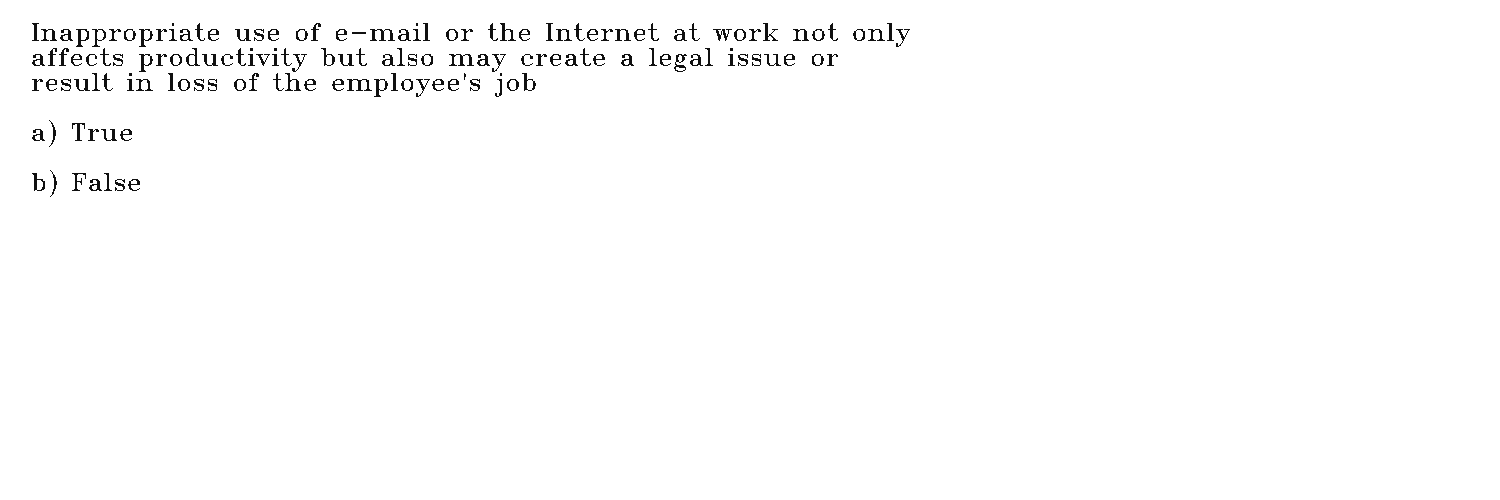 Inappropriate use of e-mail or the Internet at work not only
affects productivity but also may create a legal issue or
result in loss of the employee's job
a) True
b) False